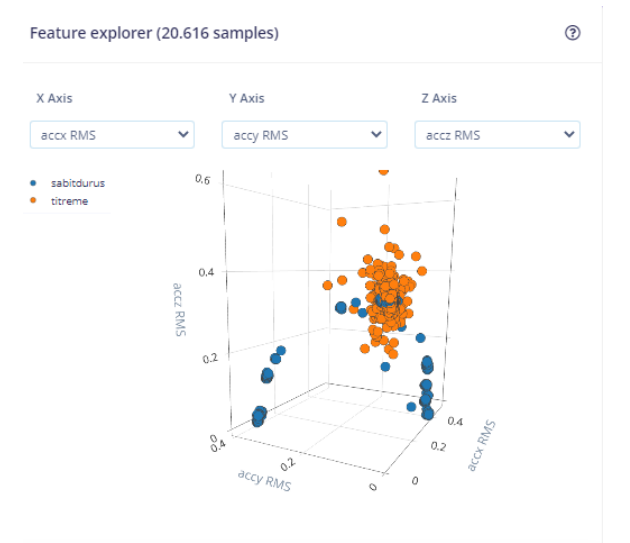 Feature explorer (20.616 samples)
X Axis
Y Axis
Z Axis
accx RMS
accy RMS
accz RMS
sabitdurus
titreme
0.6
0.4
0.2
0
accz RMS
0.4
0.2
0
accy RMS
0
0.2
0.4
accx RMS